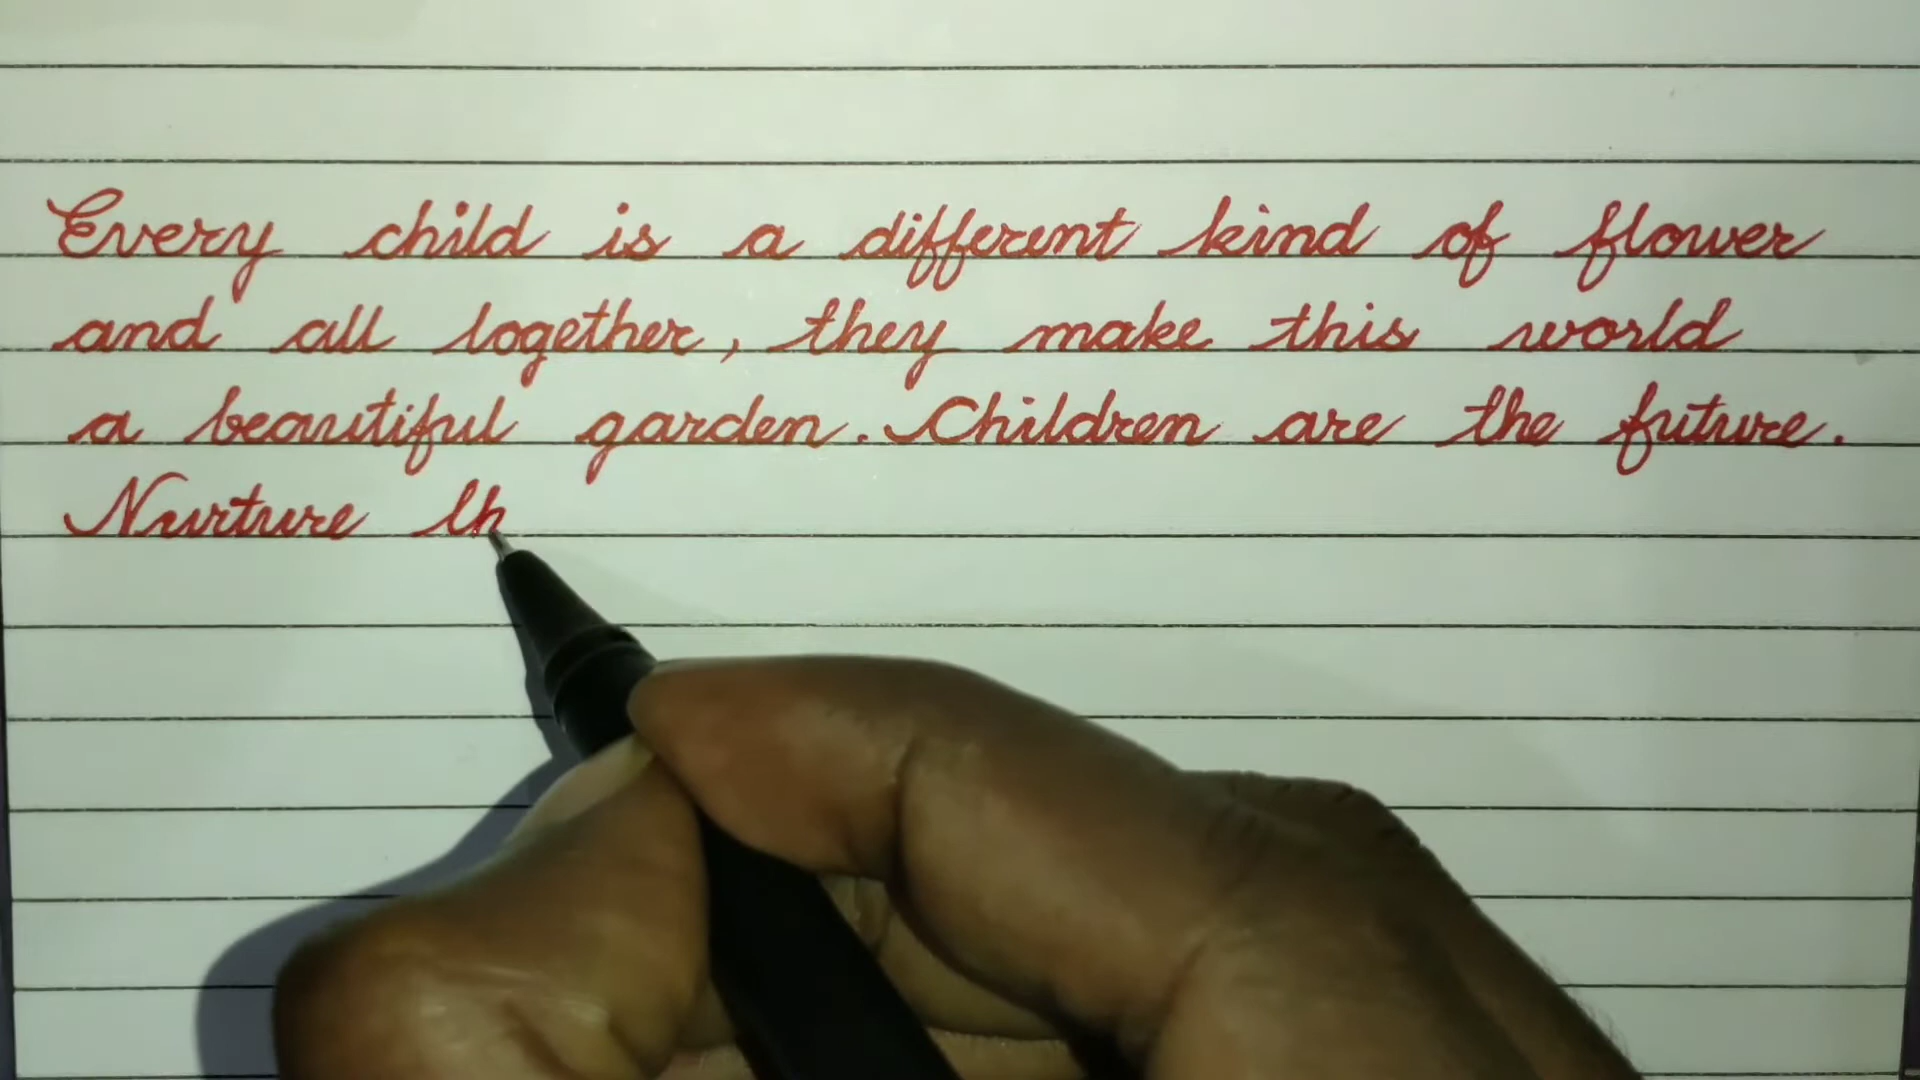 Every child is a different kind of flower
and all together, they make this world
a beautiful garden. Children are the future.
Nurture th